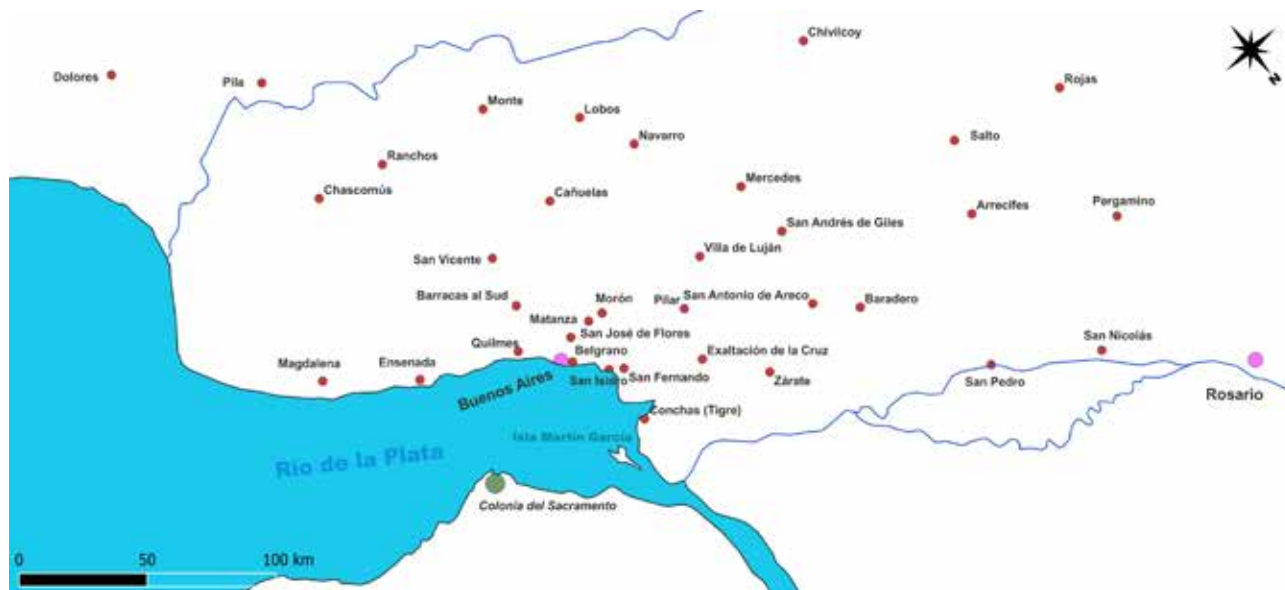 Chivilcoy
Dolores
Pila
Rojas
Monte
Lobos
Navarro
Salto
Ranchos
Mercedes
Chascomús
Cañuelas
Arrecifes
Pergamino
San Andrés de Giles
Villa de Luján
San Vicente
Barracas al Sud
Morón
Pilar
San Antonio de Areco
Baradero
Matanza
San José de Flores
San Nicolás
Quilmes
Belgrano
Exaltación de la Cruz
Magdalena
Ensenada
San Isidro
San Fernando
Zárate
San Pedro
Buenos Aires
Rosario
Conchas (Tigre)
Isla Martín García
Río de la Plata
Colonia del Sacramento
0 50 100 km
N